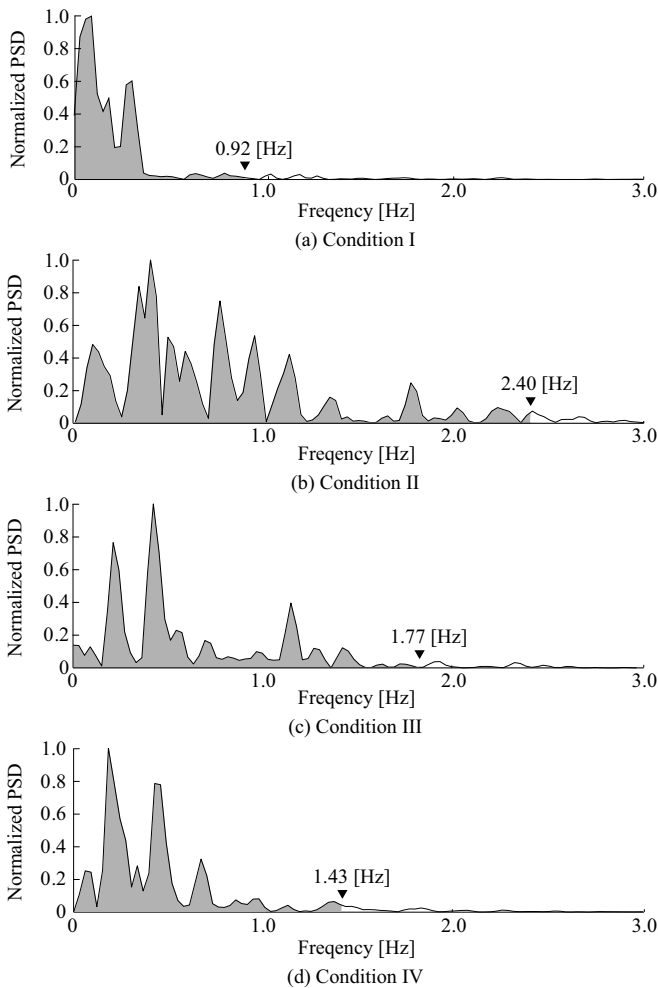 Normalized PSD
1.0
0.8
0.6
0.4
0.2
0
0.92 [Hz]
0 1.0 2.0 3.0
Freqency [Hz]
(a) Condition I
Normalized PSD
1.0
0.8
0.6
0.4
0.2
0
2.40 [Hz]
0 1.0 2.0 3.0
Freqency [Hz]
(b) Condition II
Normalized PSD
1.0
0.8
0.6
0.4
0.2
0
1.77 [Hz]
0 1.0 2.0 3.0
Freqency [Hz]
(c) Condition III
Normalized PSD
1.0
0.8
0.6
0.4
0.2
0
1.43 [Hz]
0 1.0 2.0 3.0
Freqency [Hz]
(d) Condition IV